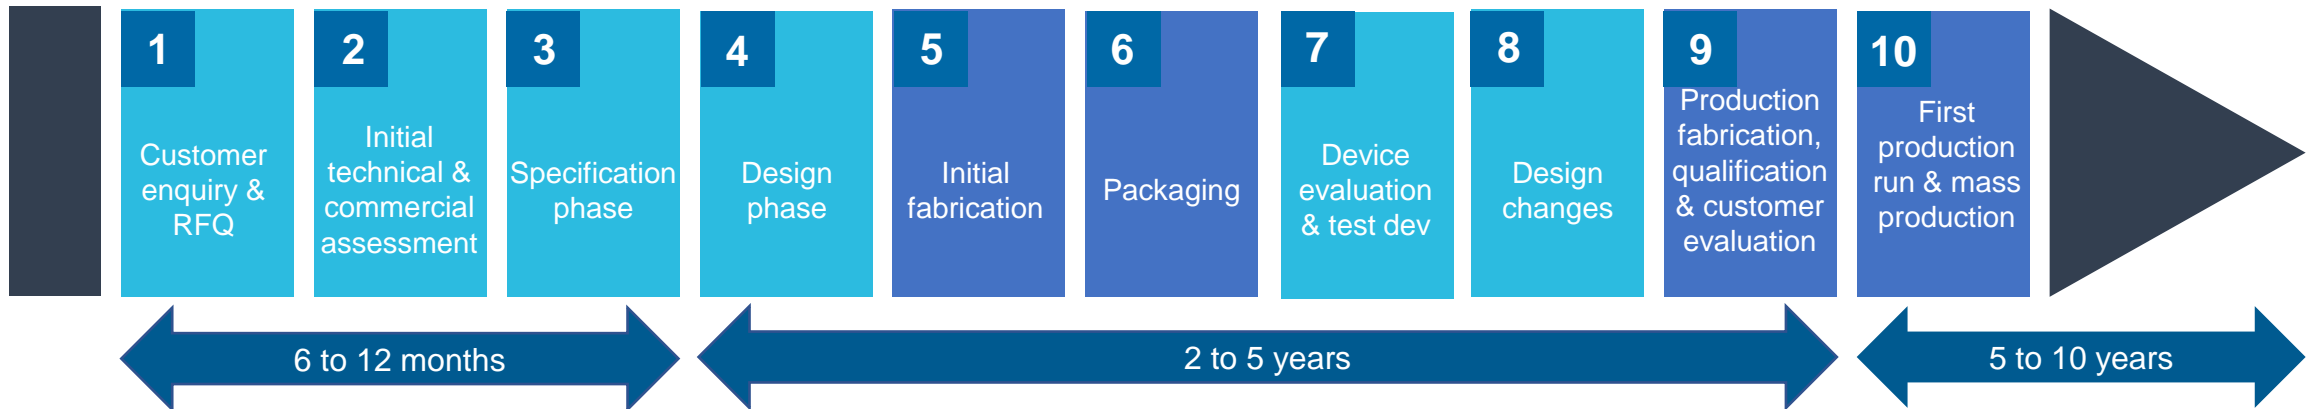 1
Customer
enquiry &
RFQ
2
Initial
technical &
commercial
assessment
3
Specification
phase
4
Design
phase
5
Initial
fabrication
6
Packaging
7
Device
evaluation
& test dev
8
Design
changes
9
Production
fabrication,
qualification
& customer
evaluation
10
First
production
run & mass
production
6 to 12 months
2 to 5 years
5 to 10 years